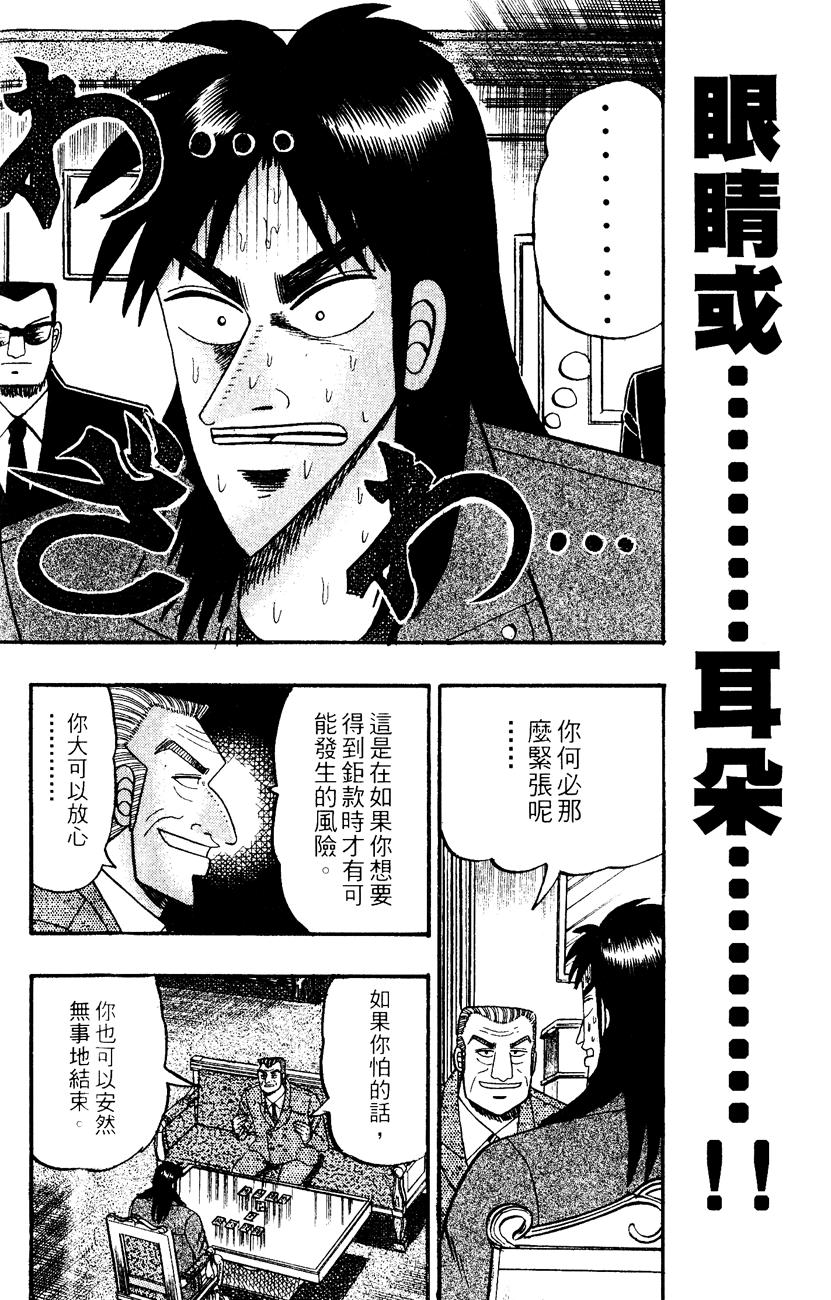 眼睛或………耳朵…………!!
…………
わ…
ざ
わ…
你何必那
麼緊張呢
……
這是在如果你想要
得到鉅款時才有可
能發生的風險。
你大可以放心
………
如果你怕的話，
你也可以安然
無事地結束。